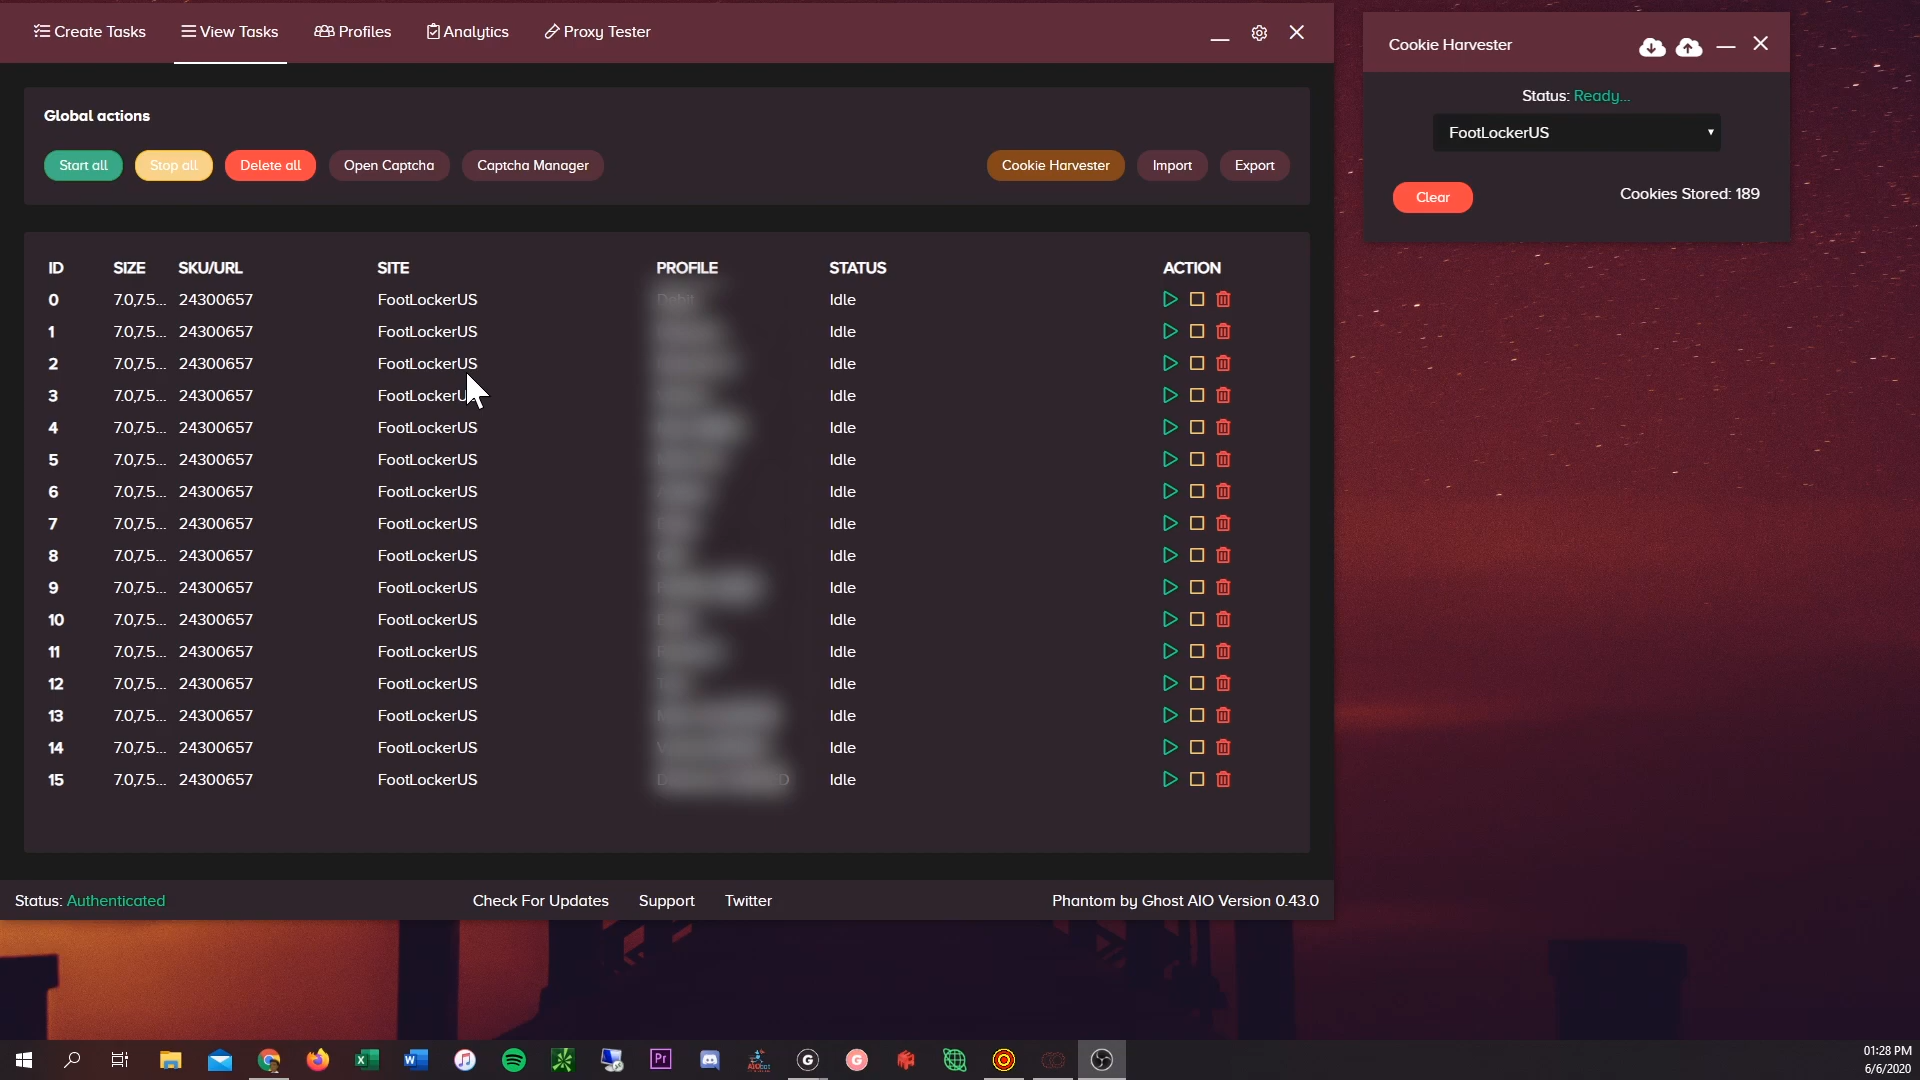 Create Tasks View Tasks Profiles Analytics Proxy Tester
Global actions
Start all Stop all Delete all Open Captcha Captcha Manager Cookie Harvester Import Export
ID SIZE SKU/URL SITE PROFILE STATUS ACTION
0 7.0,7.5... 24300657 FootLockerUS Debit Idle
1 7.0,7.5... 24300657 FootLockerUS Idle
2 7.0,7.5... 24300657 FootLockerUS Idle
3 7.0,7.5... 24300657 FootLockerUS Idle
4 7.0,7.5... 24300657 FootLockerUS Idle
5 7.0,7.5... 24300657 FootLockerUS Idle
6 7.0,7.5... 24300657 FootLockerUS Idle
7 7.0,7.5... 24300657 FootLockerUS Idle
8 7.0,7.5... 24300657 FootLockerUS Idle
9 7.0,7.5... 24300657 FootLockerUS Idle
10 7.0,7.5... 24300657 FootLockerUS Idle
11 7.0,7.5... 24300657 FootLockerUS Idle
12 7.0,7.5... 24300657 FootLockerUS Idle
13 7.0,7.5... 24300657 FootLockerUS Idle
14 7.0,7.5... 24300657 FootLockerUS Idle
15 7.0,7.5... 24300657 FootLockerUS Idle
Status: Authenticated Check For Updates Support Twitter Phantom by Ghost AIO Version 0.43.0
Cookie Harvester
Status: Ready...
FootLockerUS
Clear Cookies Stored: 189
01:28 PM
6/6/2020